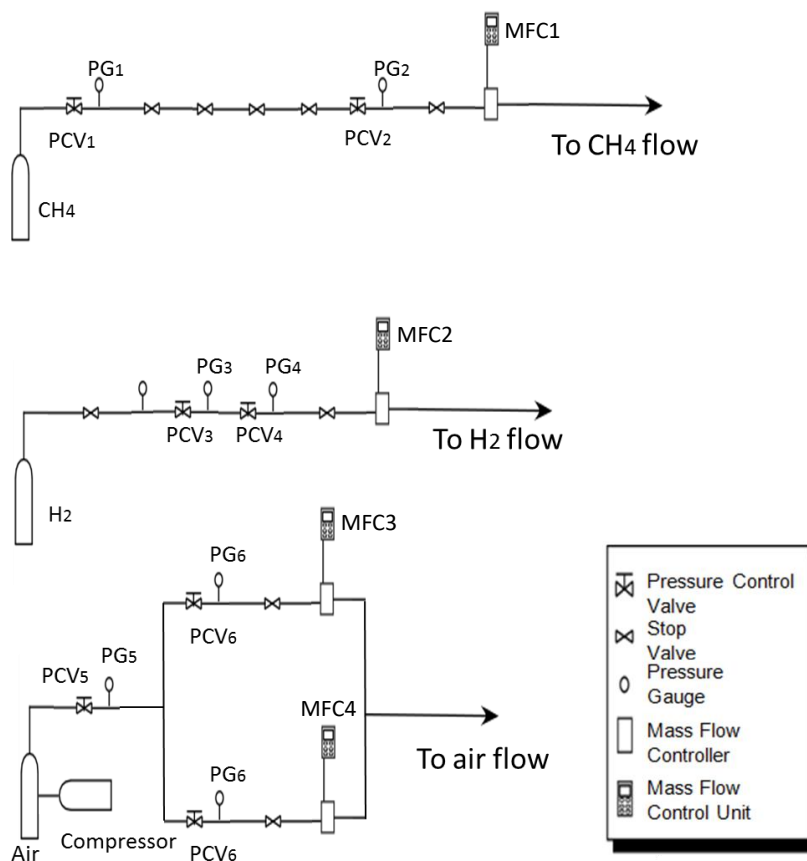 MFC1
PG1
PG2
PCV1
PCV2
To CH4 flow
CH4
MFC2
PG3
PG4
PCV3
PCV4
To H2 flow
H2
MFC3
PG6
PCV6
PCV5
PG5
MFC4
To air flow
PG6
Air
Compressor
PCV6
Pressure Control
Valve
Stop
Valve
Pressure
Gauge
Mass Flow
Controller
Mass Flow
Control Unit